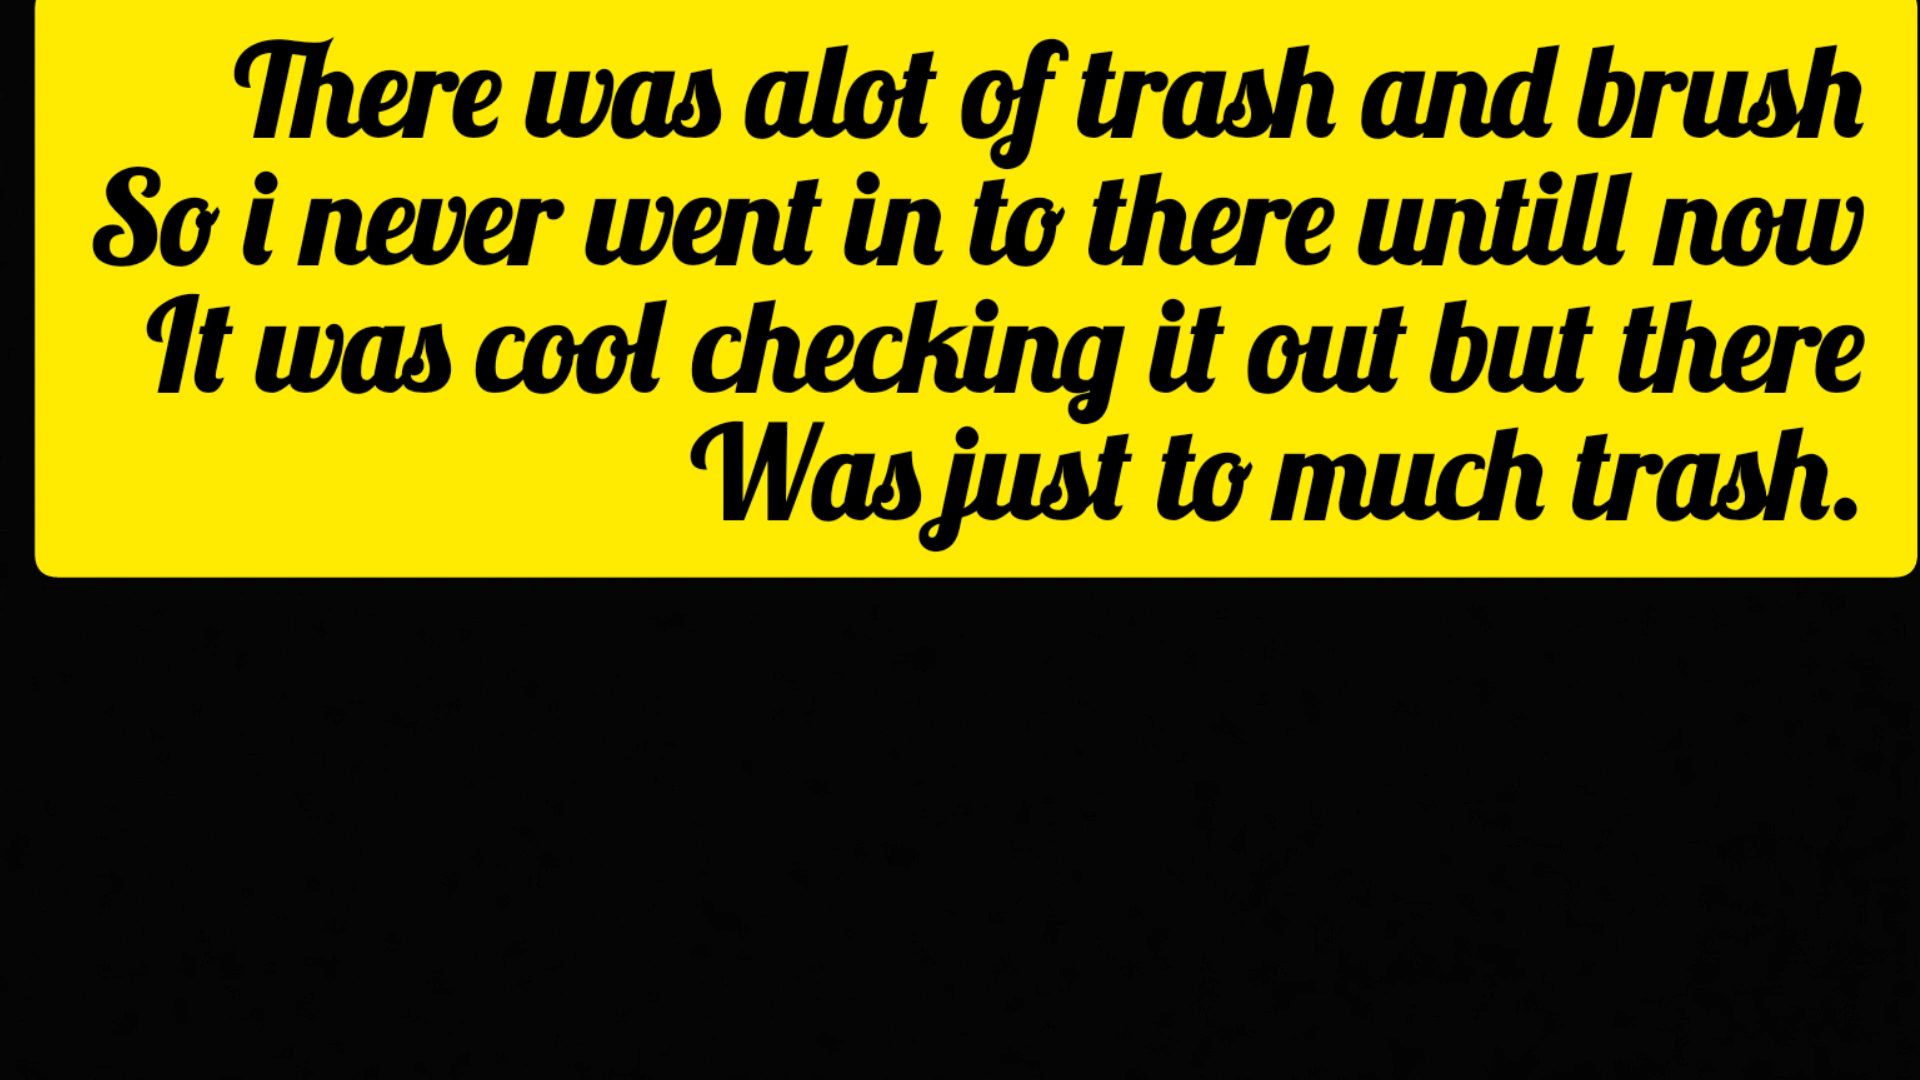 There was alot of trash and brush
So i never went in to there untill now
It was cool checking it out but there
Was just to much trash.